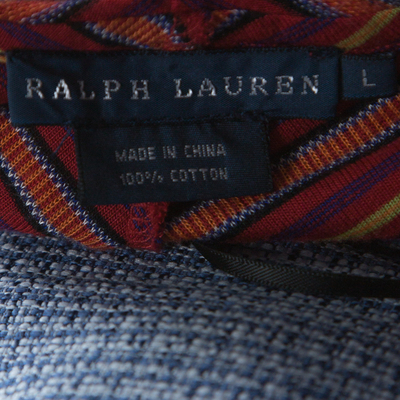 RALPH LAUREN L
MADE IN CHINA
100% COTTON